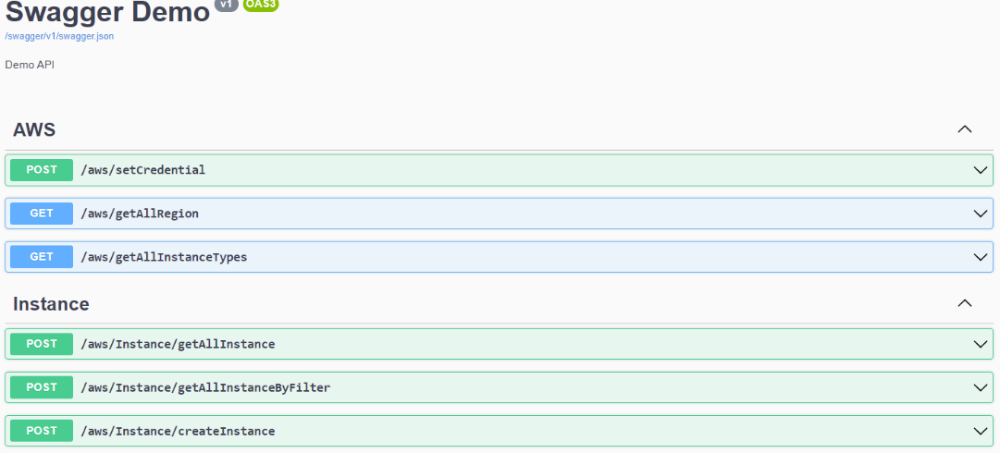 Swagger Demo v1 OAS3
/swagger/v1/swagger.json
Demo API
AWS
POST /aws/setCredential
GET /aws/getAllRegion
GET /aws/getAllInstanceTypes
Instance
POST /aws/Instance/getAllInstance
POST /aws/Instance/getAllInstanceByFilter
POST /aws/Instance/createInstance